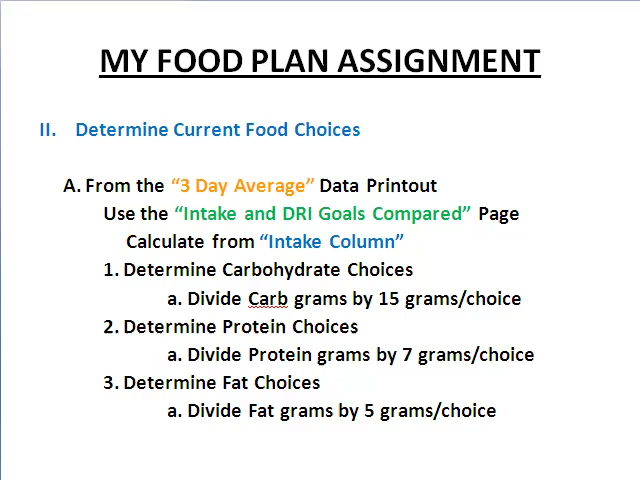 MY FOOD PLAN ASSIGNMENT
II. Determine Current Food Choices
A. From the “3 Day Average” Data Printout
Use the “Intake and DRI Goals Compared” Page
Calculate from “Intake Column”
1. Determine Carbohydrate Choices
a. Divide Carb grams by 15 grams/choice
2. Determine Protein Choices
a. Divide Protein grams by 7 grams/choice
3. Determine Fat Choices
a. Divide Fat grams by 5 grams/choice